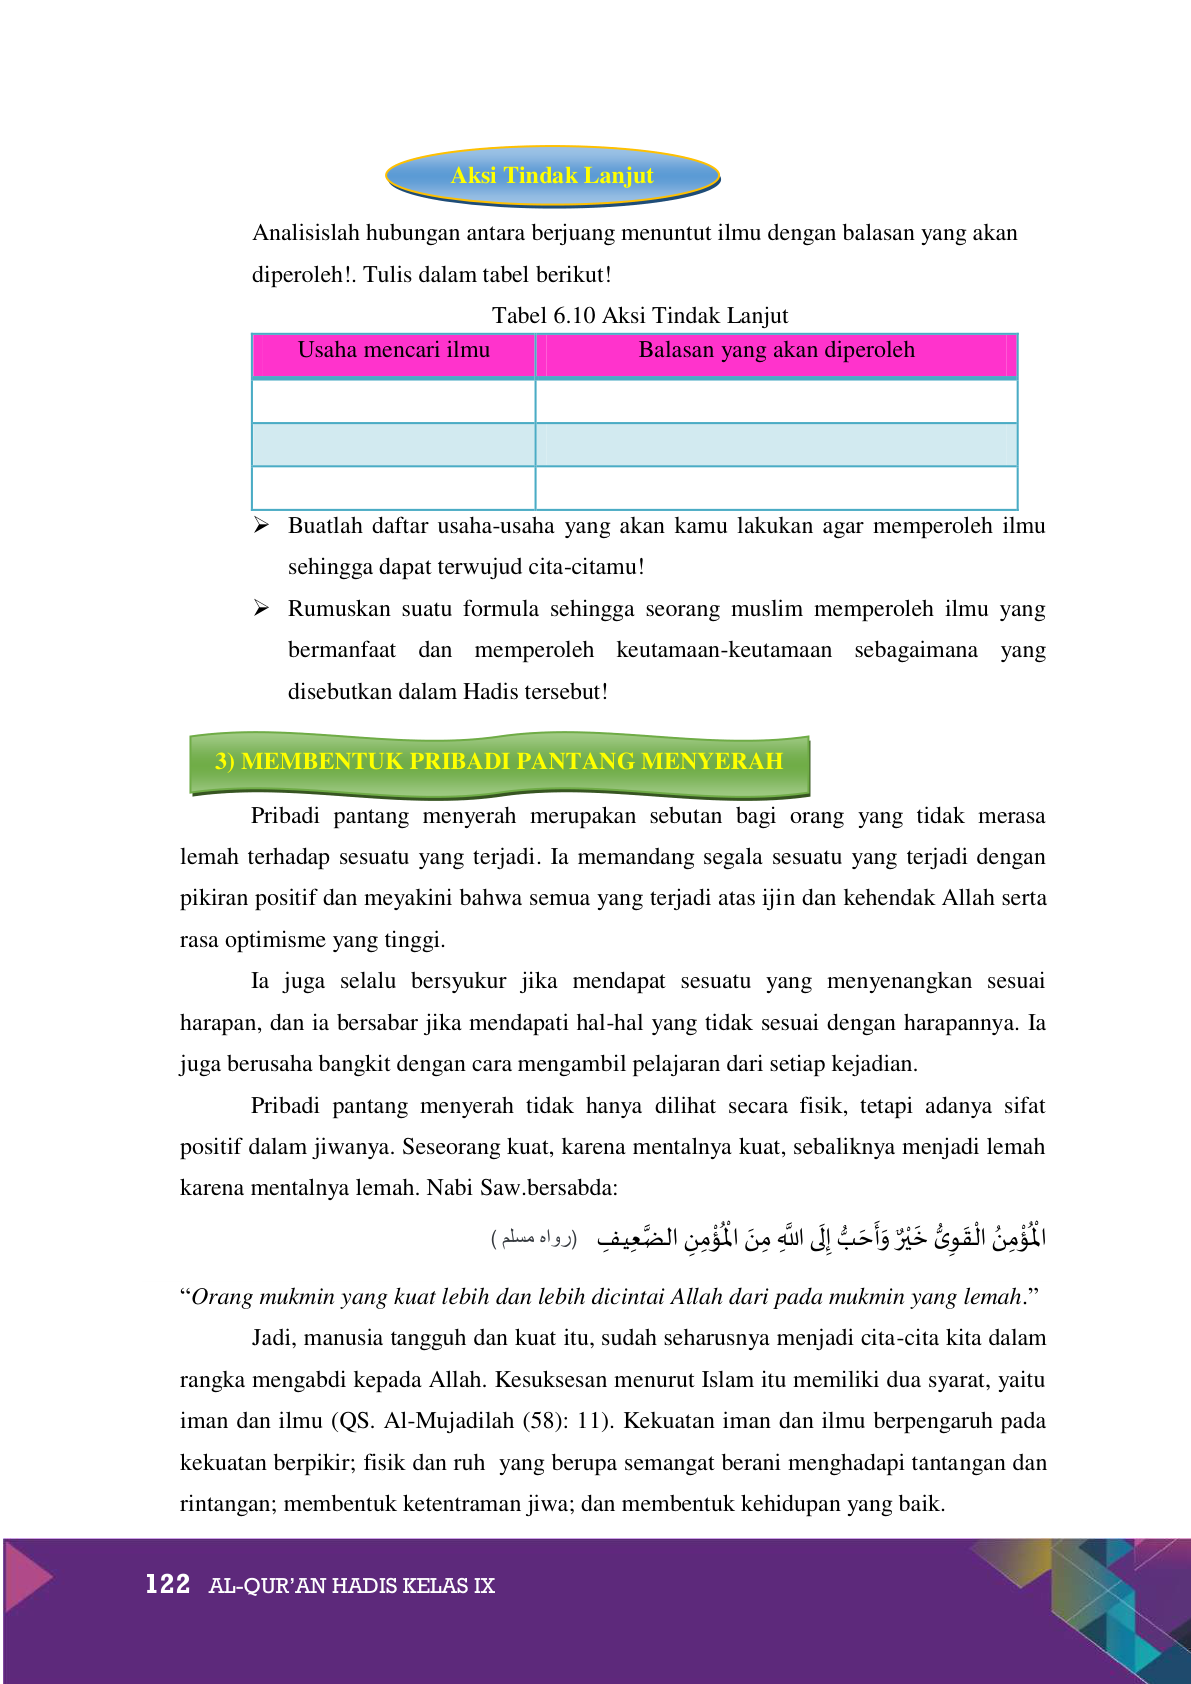 Aksi Tindak Lanjut
Analisislah hubungan antara berjuang menuntut ilmu dengan balasan yang akan
diperoleh!. Tulis dalam tabel berikut!
Tabel 6.10 Aksi Tindak Lanjut
Usaha mencari ilmu Balasan yang akan diperoleh
➢ Buatlah daftar usaha-usaha yang akan kamu lakukan agar memperoleh ilmu
sehingga dapat terwujud cita-citamu!
➢ Rumuskan suatu formula sehingga seorang muslim memperoleh ilmu yang
bermanfaat dan memperoleh keutamaan-keutamaan sebagaimana yang
disebutkan dalam Hadis tersebut!
3) MEMBENTUK PRIBADI PANTANG MENYERAH
Pribadi pantang menyerah merupakan sebutan bagi orang yang tidak merasa
lemah terhadap sesuatu yang terjadi. Ia memandang segala sesuatu yang terjadi dengan
pikiran positif dan meyakini bahwa semua yang terjadi atas ijin dan kehendak Allah serta
rasa optimisme yang tinggi.
Ia juga selalu bersyukur jika mendapat sesuatu yang menyenangkan sesuai
harapan, dan ia bersabar jika mendapati hal-hal yang tidak sesuai dengan harapannya. Ia
juga berusaha bangkit dengan cara mengambil pelajaran dari setiap kejadian.
Pribadi pantang menyerah tidak hanya dilihat secara fisik, tetapi adanya sifat
positif dalam jiwanya. Seseorang kuat, karena mentalnya kuat, sebaliknya menjadi lemah
karena mentalnya lemah. Nabi Saw.bersabda:
الْمُؤْمِنُ الْقَوِىُّ خَيْرٌ وَأَحَبُّ إِلَى اللَّهِ مِنَ الْمُؤْمِنِ الضَّعِيفِ (رواه مسلم )
“Orang mukmin yang kuat lebih dan lebih dicintai Allah dari pada mukmin yang lemah.”
Jadi, manusia tangguh dan kuat itu, sudah seharusnya menjadi cita-cita kita dalam
rangka mengabdi kepada Allah. Kesuksesan menurut Islam itu memiliki dua syarat, yaitu
iman dan ilmu (QS. Al-Mujadilah (58): 11). Kekuatan iman dan ilmu berpengaruh pada
kekuatan berpikir; fisik dan ruh yang berupa semangat berani menghadapi tantangan dan
rintangan; membentuk ketentraman jiwa; dan membentuk kehidupan yang baik.
122 AL-QUR’AN HADIS KELAS IX